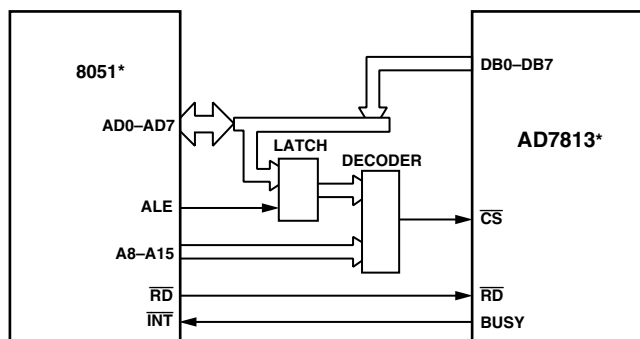 8051*
DB0–DB7
AD0–AD7
AD7813*
LATCH
DECODER
ALE
CS
A8–A15
RD
RD
INT
BUSY